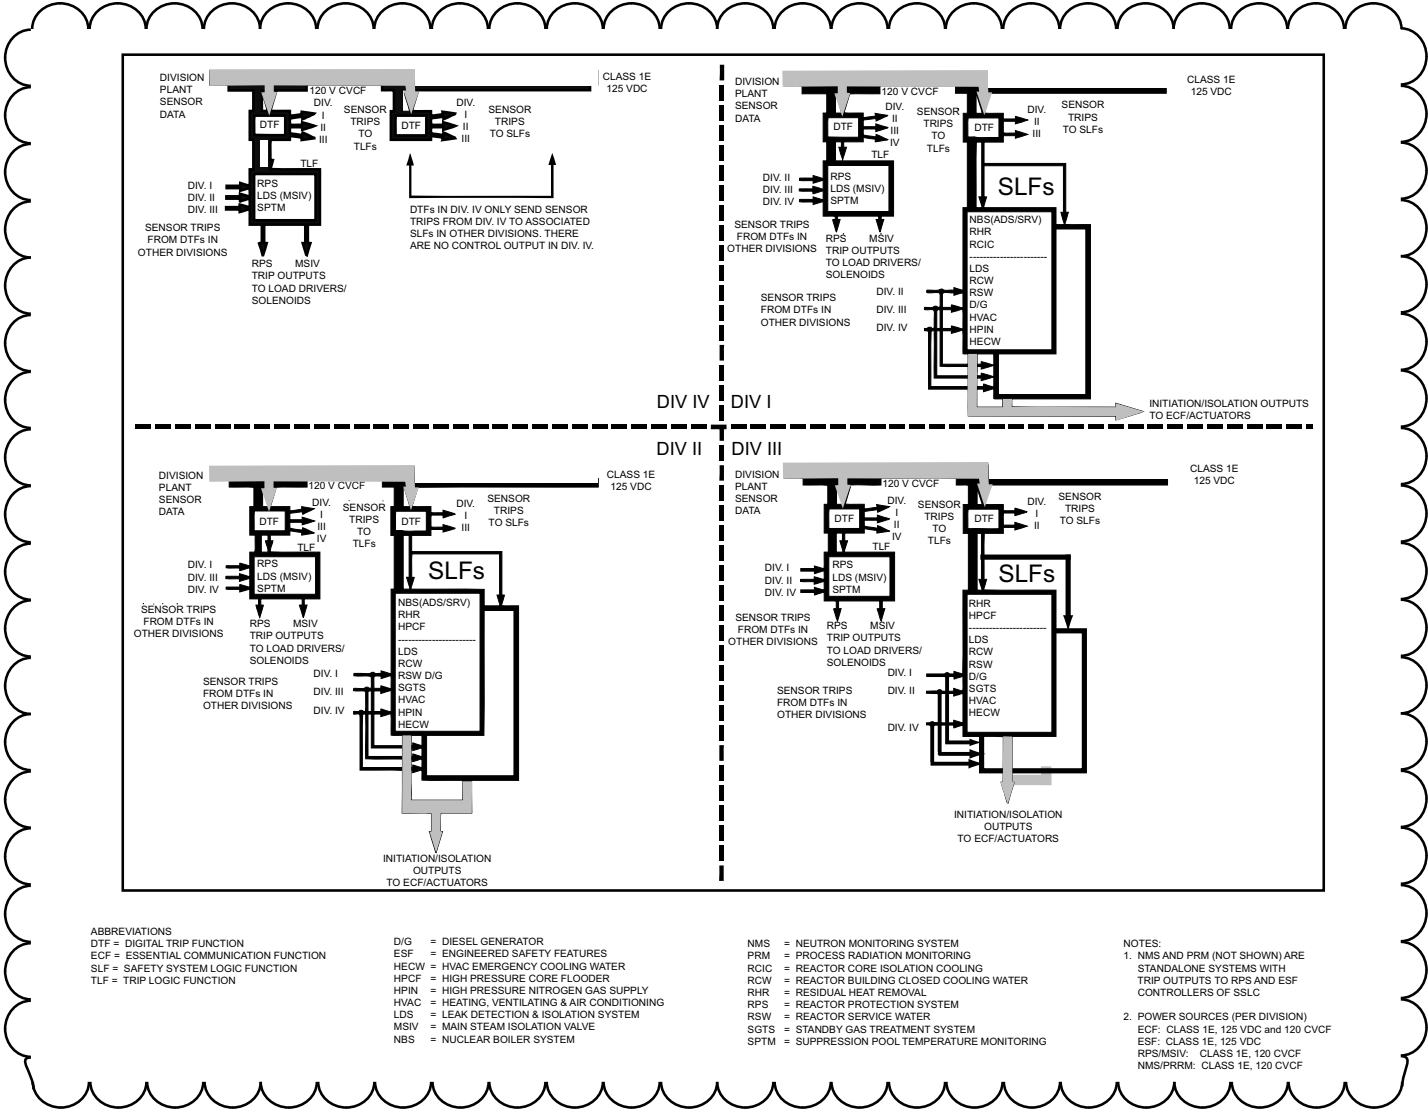 DIVISION
PLANT
SENSOR
DATA
120 V CVCF
CLASS 1E
125 VDC
DTF
DIV.
I
II
III
SENSOR
TRIPS
TO
TLFs
DTF
DIV.
I
II
III
SENSOR
TRIPS
TO SLFs
TLF
DIV. I
DIV. II
DIV. III
RPS
LDS (MSIV)
SPTM
SENSOR TRIPS
FROM DTFs IN
OTHER DIVISIONS
RPS MSIV
TRIP OUTPUTS
TO LOAD DRIVERS/
SOLENOIDS
DTFs IN DIV. IV ONLY SEND SENSOR
TRIPS FROM DIV. IV TO ASSOCIATED
SLFs IN OTHER DIVISIONS. THERE
ARE NO CONTROL OUTPUT IN DIV. IV.
DIV IV
DIVISION
PLANT
SENSOR
DATA
120 V CVCF
CLASS 1E
125 VDC
DTF
DIV.
II
III
IV
SENSOR
TRIPS
TO
TLFs
DTF
DIV.
II
III
SENSOR
TRIPS
TO SLFs
TLF
DIV. II
DIV. III
DIV. IV
RPS
LDS (MSIV)
SPTM
SENSOR TRIPS
FROM DTFs IN
OTHER DIVISIONS
RPS MSIV
TRIP OUTPUTS
TO LOAD DRIVERS/
SOLENOIDS
SLFs
NBS(ADS/SRV)
RHR
RCIC
LDS
RCW
RSW
D/G
HVAC
HPIN
HECW
SENSOR TRIPS
FROM DTFs IN
OTHER DIVISIONS
DIV. II
DIV. III
DIV. IV
INITIATION/ISOLATION OUTPUTS
TO ECF/ACTUATORS
DIV I
DIV II
DIVISION
PLANT
SENSOR
DATA
120 V CVCF
CLASS 1E
125 VDC
DTF
DIV.
I
III
IV
SENSOR
TRIPS
TO
TLFs
DTF
DIV.
I
III
SENSOR
TRIPS
TO SLFs
TLF
DIV. I
DIV. III
DIV. IV
RPS
LDS (MSIV)
SPTM
SENSOR TRIPS
FROM DTFs IN
OTHER DIVISIONS
RPS MSIV
TRIP OUTPUTS
TO LOAD DRIVERS/
SOLENOIDS
SLFs
NBS(ADS/SRV)
RHR
HPCF
LDS
RCW
RSW D/G
SGTS
HVAC
HPIN
HECW
SENSOR TRIPS
FROM DTFs IN
OTHER DIVISIONS
DIV. I
DIV. III
DIV. IV
INITIATION/ISOLATION
OUTPUTS
TO ECF/ACTUATORS
DIV III
DIVISION
PLANT
SENSOR
DATA
120 V CVCF
CLASS 1E
125 VDC
DTF
DIV.
I
II
IV
SENSOR
TRIPS
TO
TLFs
DTF
DIV.
I
II
SENSOR
TRIPS
TO SLFs
TLF
DIV. I
DIV. II
DIV. IV
RPS
LDS (MSIV)
SPTM
SENSOR TRIPS
FROM DTFs IN
OTHER DIVISIONS
RPS MSIV
TRIP OUTPUTS
TO LOAD DRIVERS/
SOLENOIDS
SLFs
RHR
HPCF
LDS
RCW
RSW
D/G
SGTS
HVAC
HECW
SENSOR TRIPS
FROM DTFs IN
OTHER DIVISIONS
DIV. I
DIV. II
DIV. IV
INITIATION/ISOLATION
OUTPUTS
TO ECF/ACTUATORS
ABBREVIATIONS
DTF = DIGITAL TRIP FUNCTION
ECF = ESSENTIAL COMMUNICATION FUNCTION
SLF = SAFETY SYSTEM LOGIC FUNCTION
TLF = TRIP LOGIC FUNCTION
D/G = DIESEL GENERATOR
ESF = ENGINEERED SAFETY FEATURES
HECW = HVAC EMERGENCY COOLING WATER
HPCF = HIGH PRESSURE CORE FLOODER
HPIN = HIGH PRESSURE NITROGEN GAS SUPPLY
HVAC = HEATING, VENTILATING & AIR CONDITIONING
LDS = LEAK DETECTION & ISOLATION SYSTEM
MSIV = MAIN STEAM ISOLATION VALVE
NBS = NUCLEAR BOILER SYSTEM
NMS = NEUTRON MONITORING SYSTEM
PRM = PROCESS RADIATION MONITORING
RCIC = REACTOR CORE ISOLATION COOLING
RCW = REACTOR BUILDING CLOSED COOLING WATER
RHR = RESIDUAL HEAT REMOVAL
RPS = REACTOR PROTECTION SYSTEM
RSW = REACTOR SERVICE WATER
SGTS = STANDBY GAS TREATMENT SYSTEM
SPTM = SUPPRESSION POOL TEMPERATURE MONITORING
NOTES:
1. NMS AND PRM (NOT SHOWN) ARE
STANDALONE SYSTEMS WITH
TRIP OUTPUTS TO RPS AND ESF
CONTROLLERS OF SSLC
2. POWER SOURCES (PER DIVISION)
ECF: CLASS 1E, 125 VDC and 120 CVCF
ESF: CLASS 1E, 125 VDC
RPS/MSIV: CLASS 1E, 120 CVCF
NMS/PRRM: CLASS 1E, 120 CVCF